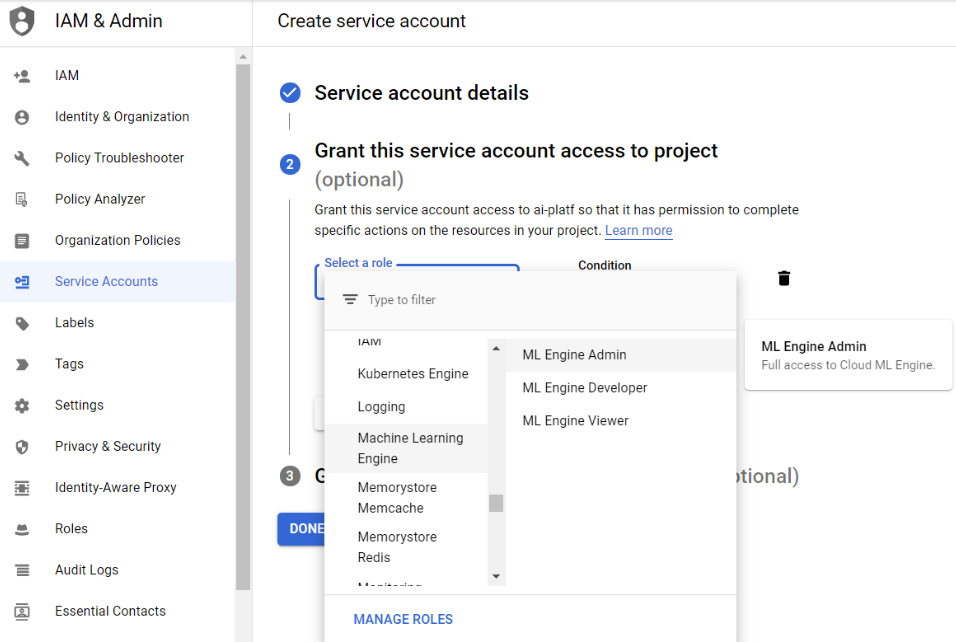 IAM & Admin
Create service account
IAM
Identity & Organization
Policy Troubleshooter
Policy Analyzer
Organization Policies
Service Accounts
Labels
Tags
Settings
Privacy & Security
Identity-Aware Proxy
Roles
Audit Logs
Essential Contacts
Service account details
2
Grant this service account access to project
(optional)
Grant this service account access to ai-platf so that it has permission to complete
specific actions on the resources in your project. Learn more
Select a role
Condition
Type to filter
IAM
Kubernetes Engine
Logging
Machine Learning
Engine
Memorystore
Memcache
Memorystore
Redis
Monitoring
ML Engine Admin
ML Engine Developer
ML Engine Viewer
ML Engine Admin
Full access to Cloud ML Engine.
MANAGE ROLES
3
DONE